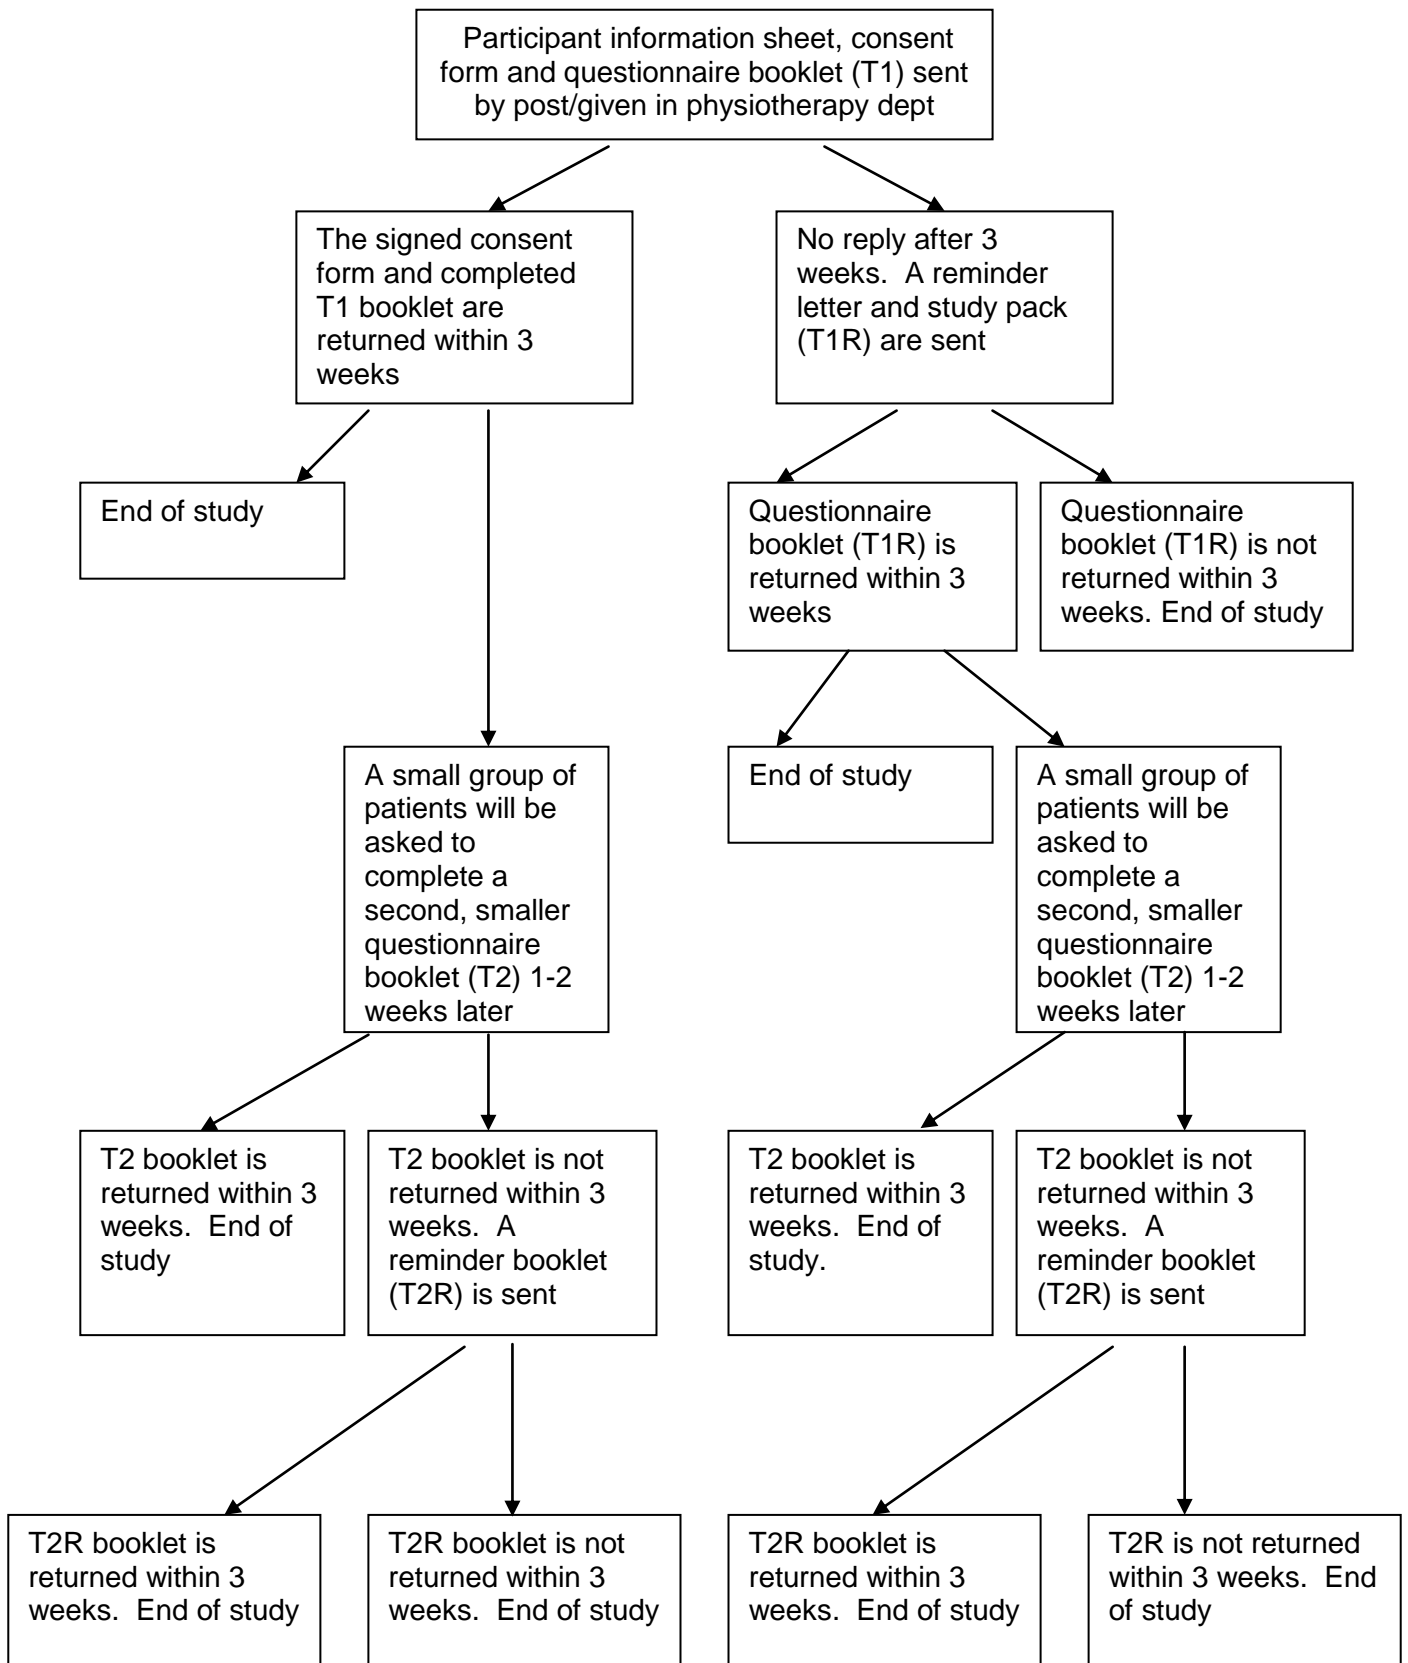 Participant information sheet, consent
form and questionnaire booklet (T1) sent
by post/given in physiotherapy dept
The signed consent
form and completed
T1 booklet are
returned within 3
weeks
No reply after 3
weeks.  A reminder
letter and study pack
(T1R) are sent
End of study
Questionnaire
booklet (T1R) is
returned within 3
weeks
Questionnaire
booklet (T1R) is not
returned within 3
weeks. End of study
A small group of
patients will be
asked to
complete a
second, smaller
questionnaire
booklet (T2) 1-2
weeks later
End of study
A small group of
patients will be
asked to
complete a
second, smaller
questionnaire
booklet (T2) 1-2
weeks later
T2 booklet is
returned within 3
weeks.  End of
study
T2 booklet is not
returned within 3
weeks.  A
reminder booklet
(T2R) is sent
T2 booklet is
returned within 3
weeks.  End of
study.
T2 booklet is not
returned within 3
weeks.  A
reminder booklet
(T2R) is sent
T2R booklet is
returned within 3
weeks.  End of study
T2R booklet is not
returned within 3
weeks.  End of study
T2R booklet is
returned within 3
weeks.  End of study
T2R is not returned
within 3 weeks.  End
of study